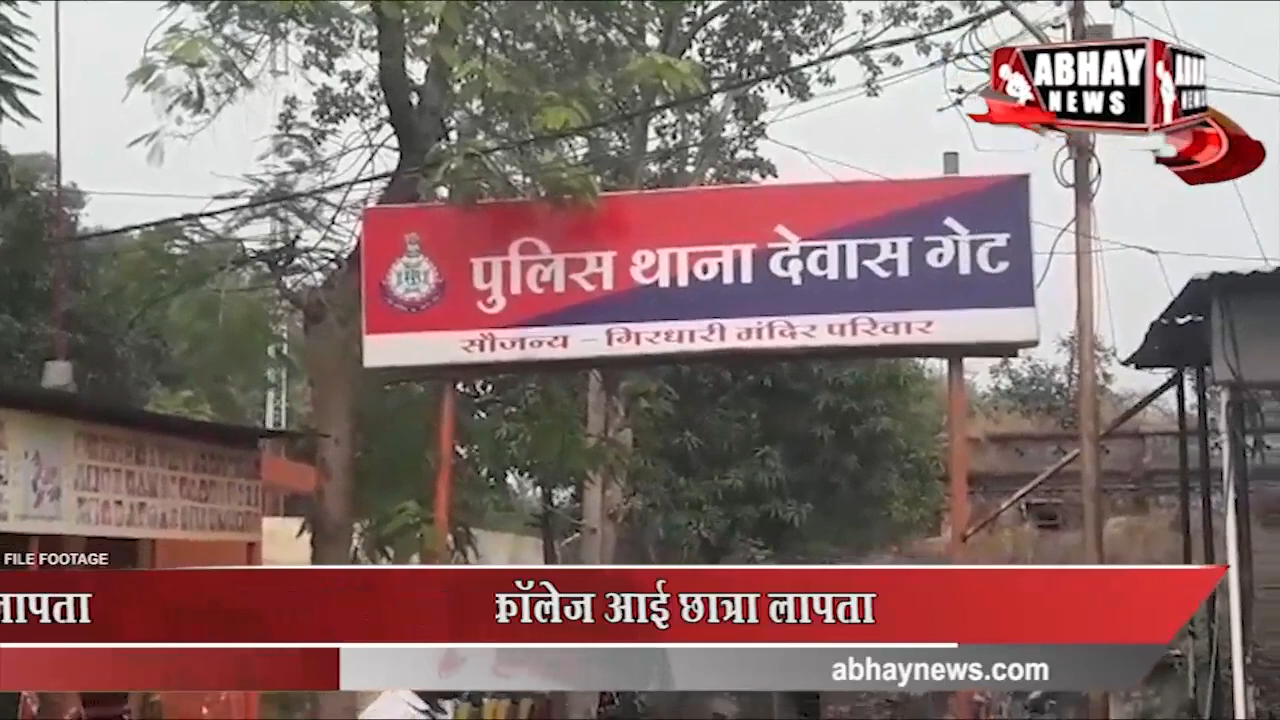 ABHAY
NEWS
पुलिस थाना देवास गेट
सौजन्य - गिरधारी मंदिर परिवार
FILE FOOTAGE
लापता
कॉलेज आई छात्रा लापता
abhaynews.com